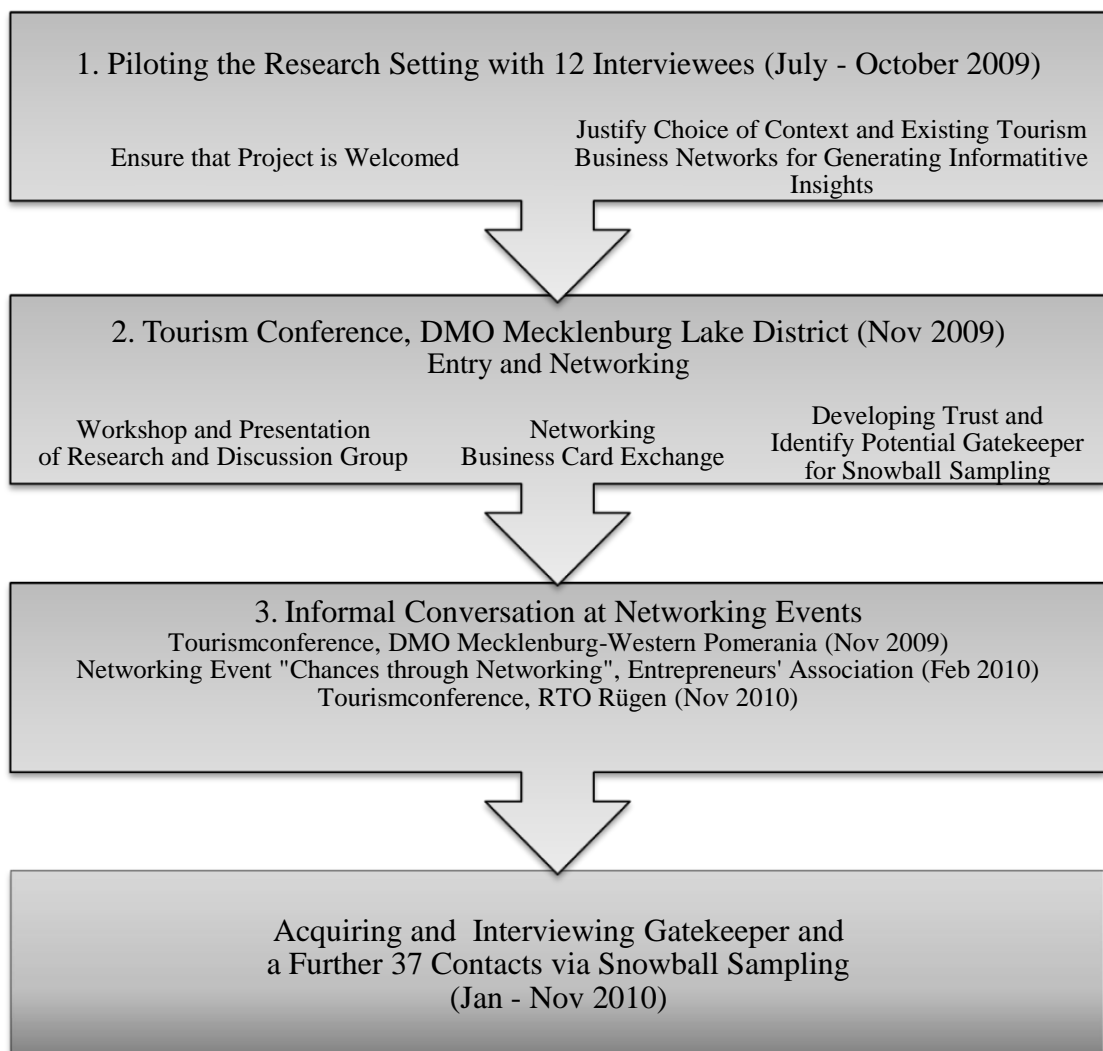 1. Piloting the Research Setting with 12 Interviewees (July - October 2009)
Ensure that Project is Welcomed
Justify Choice of Context and Existing Tourism
Business Networks for Generating Informatitive
Insights
2. Tourism Conference, DMO Mecklenburg Lake District (Nov 2009)
Entry and Networking
Workshop and Presentation
of Research and Discussion Group
Networking
Business Card Exchange
Developing Trust and
Identify Potential Gatekeeper
for Snowball Sampling
3. Informal Conversation at Networking Events
Tourismconference, DMO Mecklenburg-Western Pomerania (Nov 2009)
Networking Event "Chances through Networking", Entrepreneurs' Association (Feb 2010)
Tourismconference, RTO Rügen (Nov 2010)
Acquiring and Interviewing Gatekeeper and
a Further 37 Contacts via Snowball Sampling
(Jan - Nov 2010)